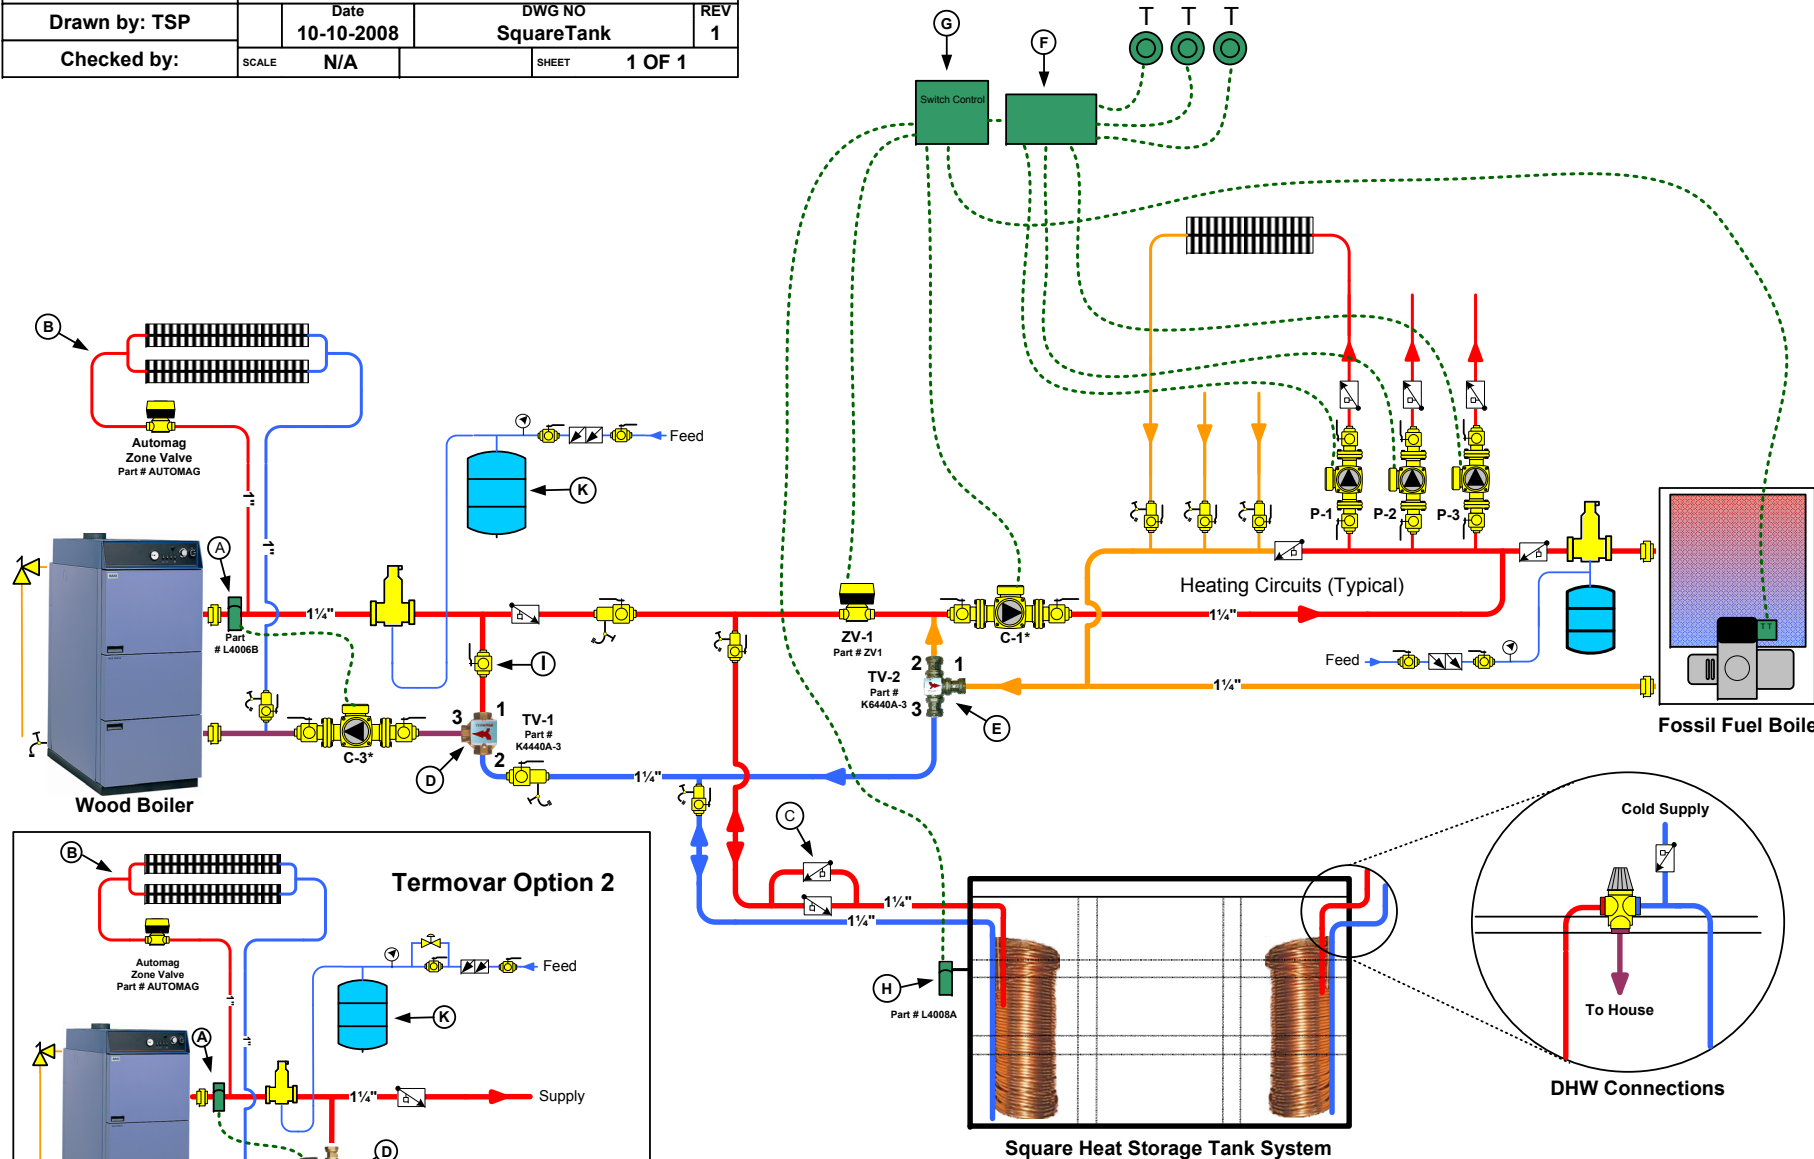 Drawn by: TSP
Date
10-10-2008
DWG NO
SquareTank
REV
1
Checked by:
SCALE N/A
SHEET 1 OF 1
G
F
T T T
Switch Control
B
Automag
Zone Valve
Part # AUTOMAG
1"
1"
Feed
K
A
Part
# L4006B
1¼"
I
3
1
2
TV-1
Part #
K4440A-3
D
C-3*
Wood Boiler
1¼"
ZV-1
Part # ZV1
C-1*
TV-2
Part #
K6440A-3
2
1
3
E
P-1
P-2
P-3
Heating Circuits (Typical)
1¼"
Feed
1¼"
T T
Fossil Fuel Boile
C
1¼"
1¼"
H
Part # L4008A
Square Heat Storage Tank System
Cold Supply
To House
DHW Connections
Termovar Option 2
B
Automag
Zone Valve
Part # AUTOMAG
1"
1"
Feed
K
A
1¼"
Supply
D